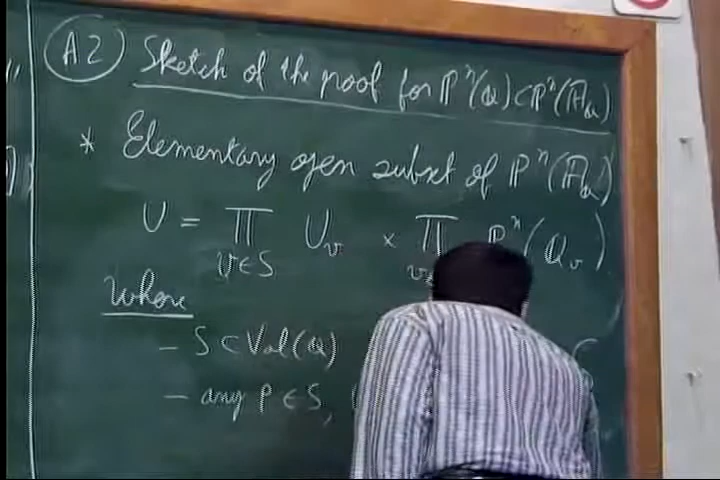 A2 Sketch of the proof for ℙⁿ(ℚ) ⊂ ℙⁿ(𝔸_ℚ)
* Elementary open subset of ℙⁿ(𝔸_ℚ)
U = ∏_{v∈S} U_v × ∏ ℙⁿ(ℚ_v)
where
- S ⊂ Val(ℚ)
- any p ∈ S,